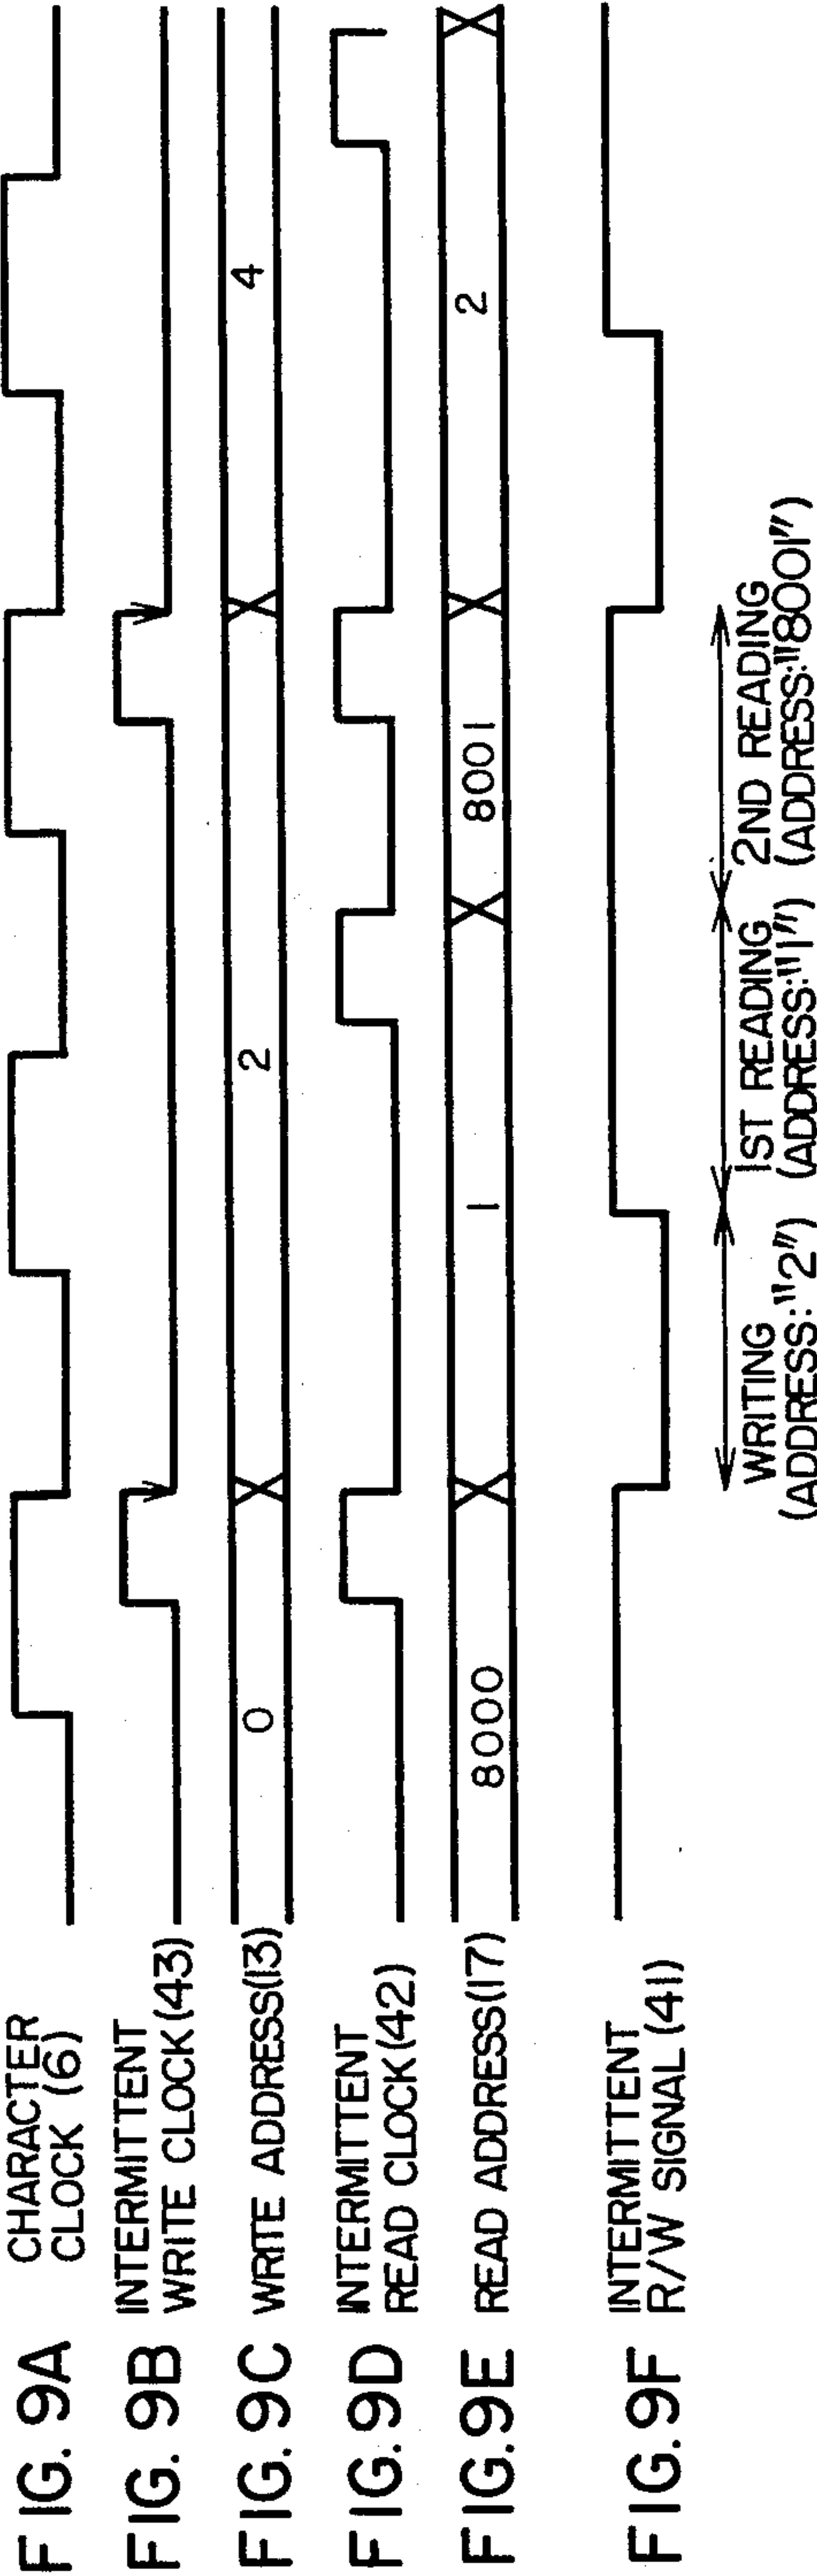 FIG. 9A
CHARACTER
CLOCK (6)
FIG. 9B
INTERMITTENT
WRITE CLOCK (43)
FIG. 9C
WRITE ADDRESS(13)
0
2
4
FIG. 9D
INTERMITTENT
READ CLOCK (42)
FIG. 9E
READ ADDRESS(17)
8000
1
8001
2
FIG. 9F
INTERMITTENT
R/W SIGNAL (41)
WRITING
(ADDRESS: "2")
1ST READING
(ADDRESS:"1")
2ND READING
(ADDRESS:"8001")